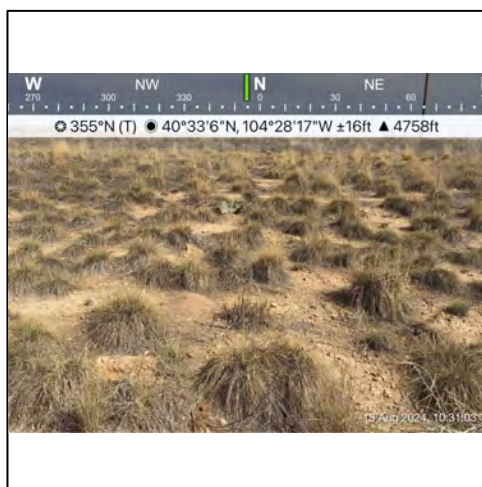 W NW N NE
270 300 330 0 30 60
355°N (T) 40°33'6"N, 104°28'17"W ±16ft ▲ 4758ft
13 Aug 2024, 10:31:03